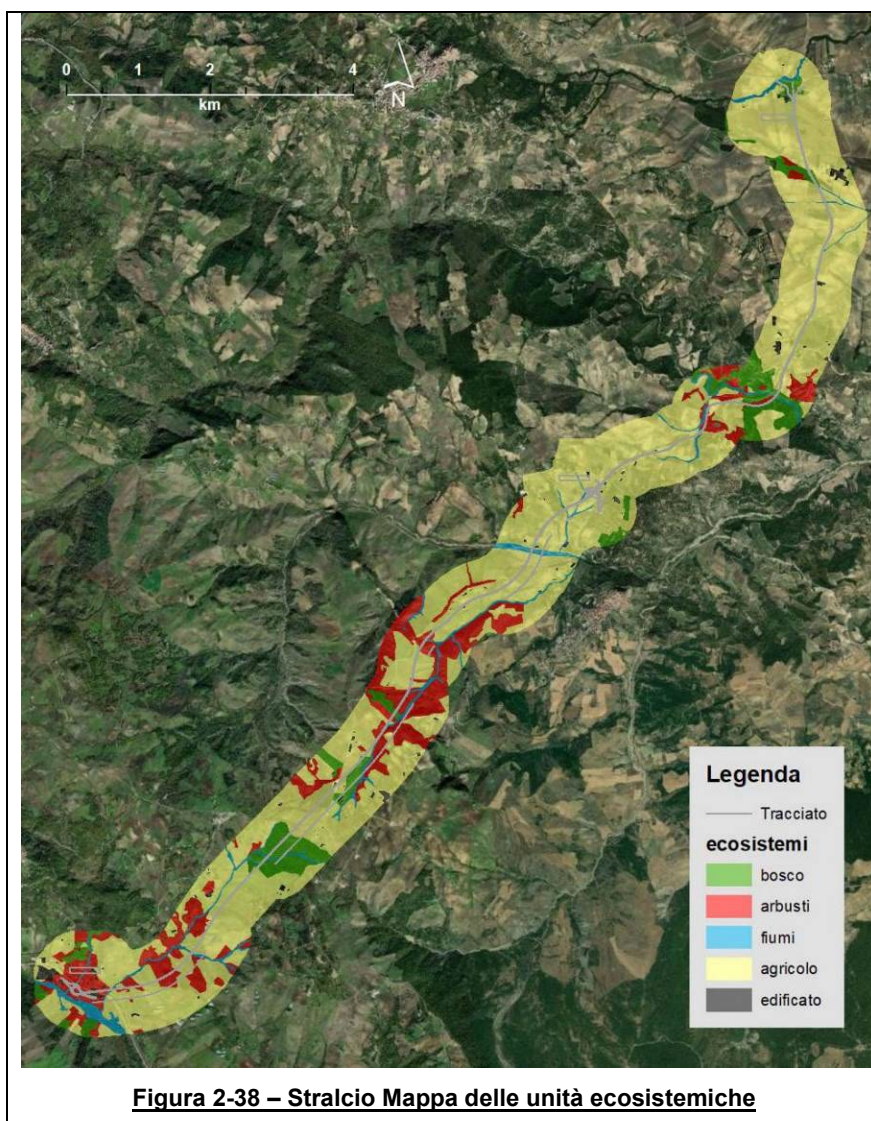 0 1 2 4
km
N
Legenda
Tracciato
ecosistemi
bosco
arbusti
fiumi
agricolo
edificato
Figura 2-38 – Stralcio Mappa delle unità ecosistemiche